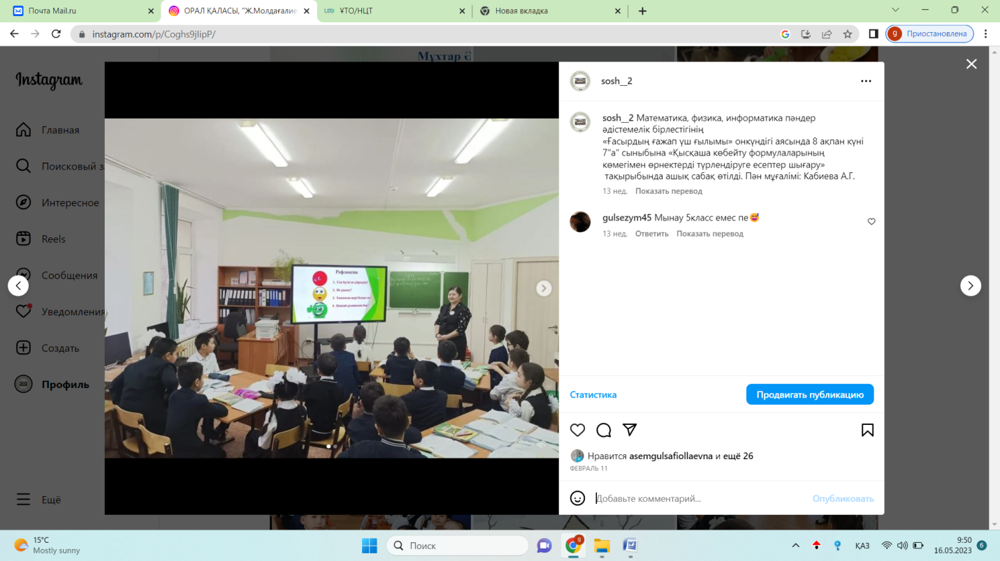 Почта Mail.ru
ОРАЛ ҚАЛАСЫ, "Ж.Молдағалие
ҰТО/НЦТ
Новая вкладка
instagram.com/p/Coghs9jIipP/
Приостановлена
Мұхтар
Instagram
Главная
Поисковый з
Интересное
Reels
Сообщения
Уведомления
Создать
Профиль
Ещё
Рефлексия
sosh__2
sosh__2 Математика, физика, информатика пәндер
әдістемелік бірлестігінің
«Ғасырдың ғажап үш ғылымы» онкүндігі аясында 8 ақпан күні
7"а" сыныбына «Қысқаша көбейту формулаларының
көмегімен өрнектерді түрлендіруге есептер шығару»
тақырыбында ашық сабақ өтілді. Пән мұғалімі: Кабиева А.Г.
13 нед. Показать перевод
gulsezym45 Мынау 5класс емес пе😅
13 нед. Ответить Показать перевод
Статистика
Продвигать публикацию
Нравится asemgulsafiollaevna и ещё 26
ФЕВРАЛЬ 11
Добавьте комментарий...
Опубликовать
15°C
Mostly sunny
Поиск
ҚАЗ
9:50
16.05.2023
6